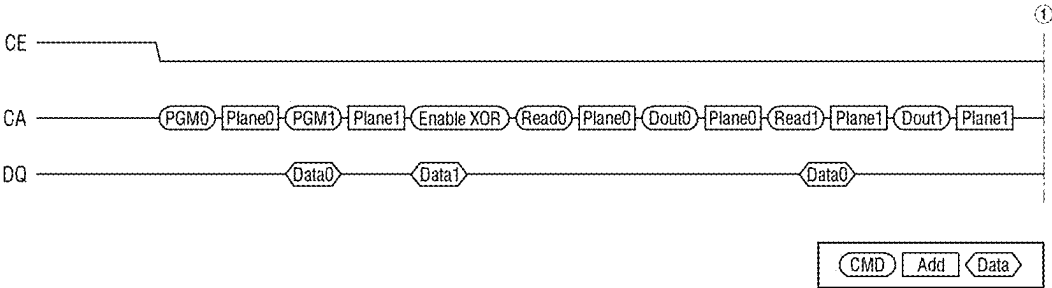 ①
CE
CA PGM0 Plane0 PGM1 Plane1 Enable XOR Read0 Plane0 Dout0 Plane0 Read1 Plane1 Dout1 Plane1
DQ Data0 Data1 Data0
CMD Add Data